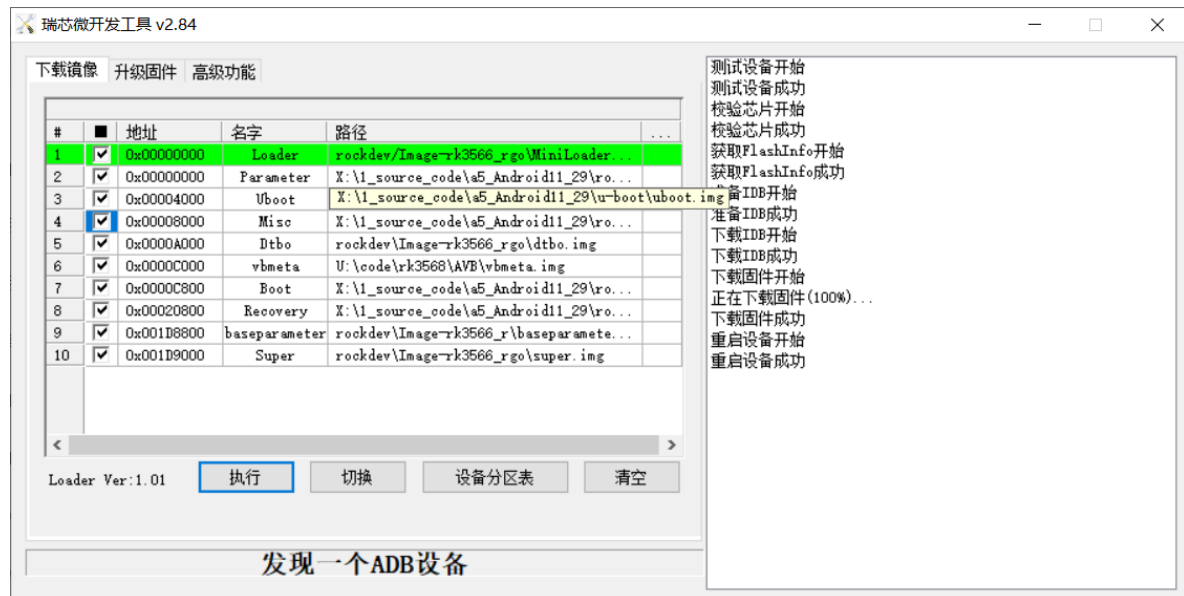 瑞芯微开发工具 v2.84
下载镜像 升级固件 高级功能
# 地址 名字 路径 ...
1 0x00000000 Loader rockdev/Image-rk3566_rgo\MiniLoader...
2 0x00000000 Parameter X:\1_source_code\a5_Android11_29\ro...
3 0x00004000 Uboot X:\1_source_code\a5_Android11_29\u-boot\uboot.img
4 0x00008000 Misc X:\1_source_code\a5_Android11_29\ro...
5 0x0000A000 Dtbo rockdev\Image-rk3566_rgo\dtbo.img
6 0x0000C000 vbmeta U:\code\rk3568\AVB\vbmeta.img
7 0x0000C800 Boot X:\1_source_code\a5_Android11_29\ro...
8 0x00020800 Recovery X:\1_source_code\a5_Android11_29\ro...
9 0x001D8800 baseparameter rockdev\Image-rk3566_r\baseparamete...
10 0x001D9000 Super rockdev\Image-rk3566_rgo\super.img
Loader Ver:1.01 执行 切换 设备分区表 清空
发现一个ADB设备
测试设备开始
测试设备成功
校验芯片开始
校验芯片成功
获取FlashInfo开始
获取FlashInfo成功
备IDB开始
准备IDB成功
下载IDB开始
下载IDB成功
下载固件开始
正在下载固件(100%)...
下载固件成功
重启设备开始
重启设备成功